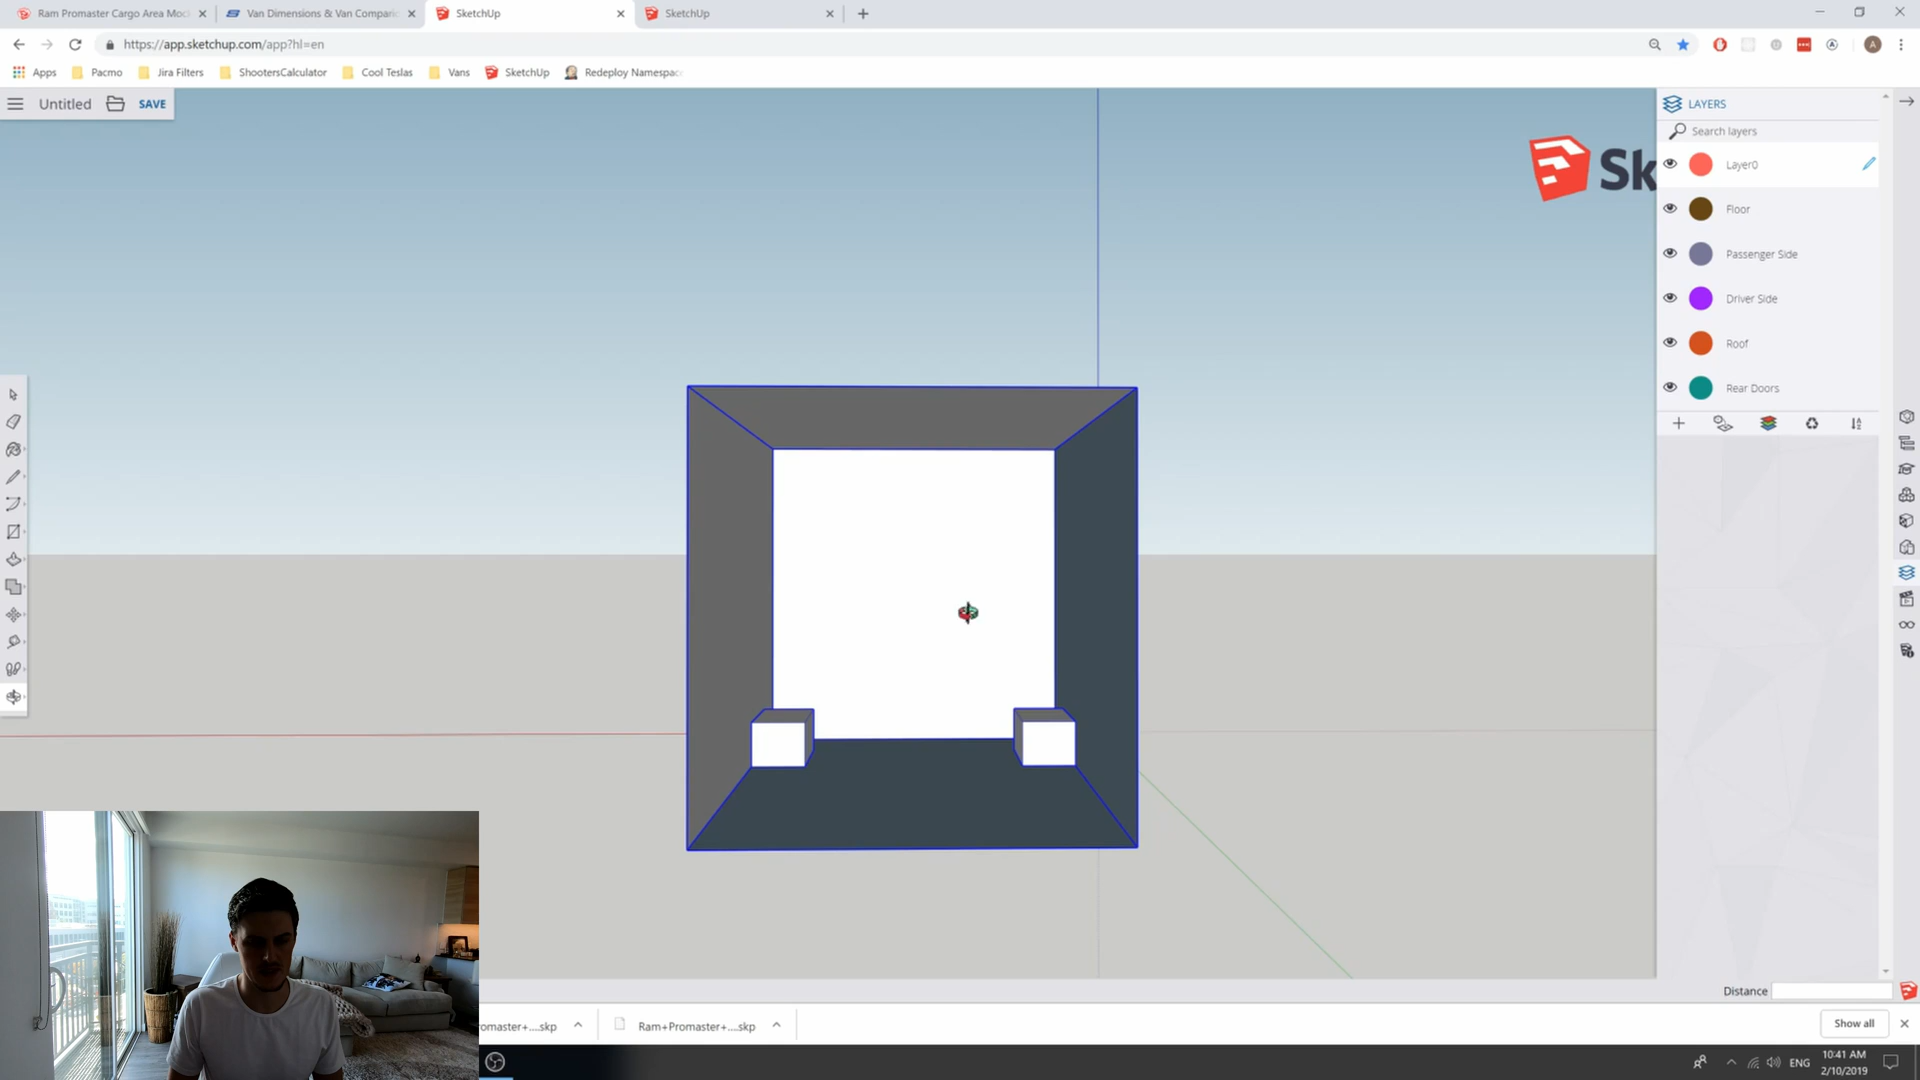 Ram Promaster Cargo Area Moc
Van Dimensions & Van Comparis
SketchUp
SketchUp
https://app.sketchup.com/app?hl=en
A
Apps
Pacmo
Jira Filters
ShootersCalculator
Cool Teslas
Vans
SketchUp
Redeploy Namespac
Untitled
SAVE
Sk
LAYERS
Search layers
Layer0
Floor
Passenger Side
Driver Side
Roof
Rear Doors
Distance
omaster+....skp
Ram+Promaster+....skp
Show all
ENG
10:41 AM
2/10/2019